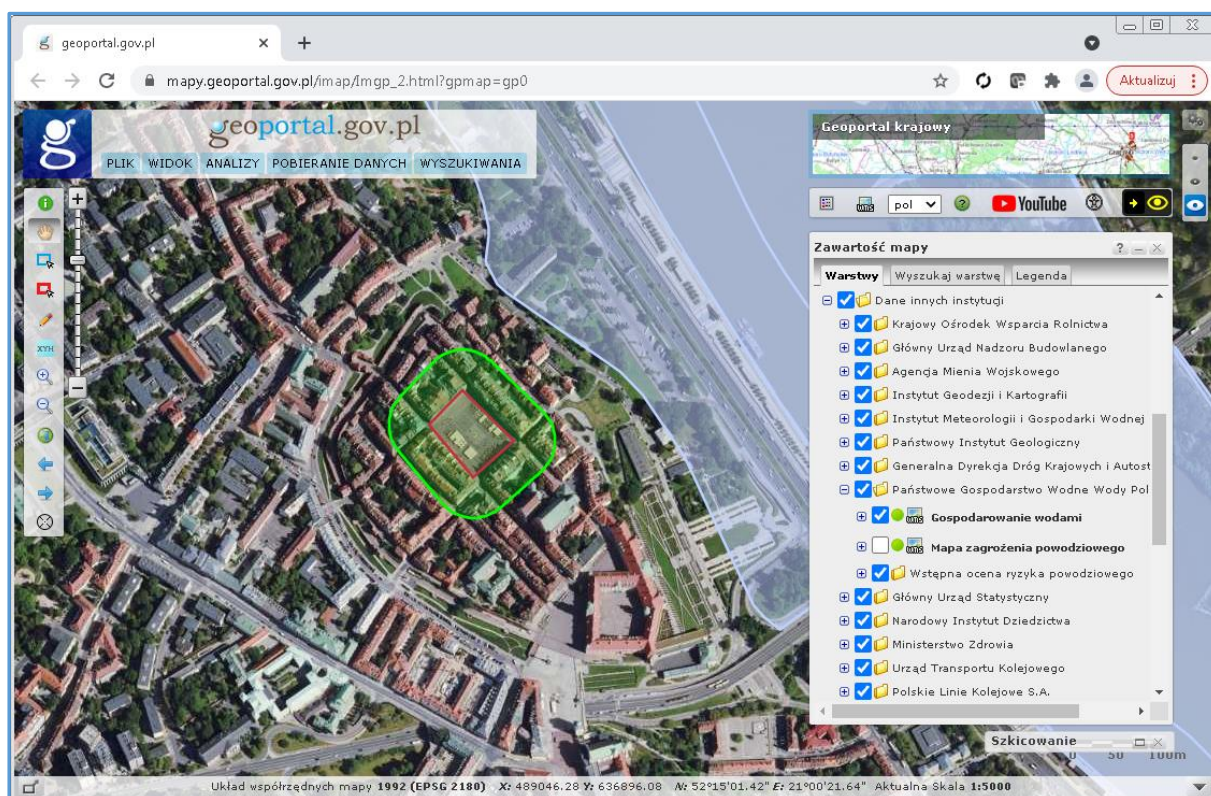 geoportal.gov.pl
mapy.geoportal.gov.pl/imap/Imgp_2.html?gpmap=gp0
Aktualizuj
geoportal.gov.pl
PLIK WIDOK ANALIZY POBIERANIE DANYCH WYSZUKIWANIA
Geoportal krajowy
wms pol YouTube
XYH
Zawartość mapy
Warstwy Wyszukaj warstwę Legenda
Dane innych instytucji
Krajowy Ośrodek Wsparcia Rolnictwa
Główny Urząd Nadzoru Budowlanego
Agencja Mienia Wojskowego
Instytut Geodezji i Kartografii
Instytut Meteorologii i Gospodarki Wodnej
Państwowy Instytut Geologiczny
Generalna Dyrekcja Dróg Krajowych i Autost
Państwowe Gospodarstwo Wodne Wody Pol
wms Gospodarowanie wodami
wms Mapa zagrożenia powodziowego
Wstępna ocena ryzyka powodziowego
Główny Urząd Statystyczny
Narodowy Instytut Dziedzictwa
Ministerstwo Zdrowia
Urząd Transportu Kolejowego
Polskie Linie Kolejowe S.A.
Szkicowanie
0 50 100m
Układ współrzędnych mapy 1992 (EPSG 2180) X: 489046.28 Y: 636896.08 N: 52°15'01.42" E: 21°00'21.64" Aktualna Skala 1:5000